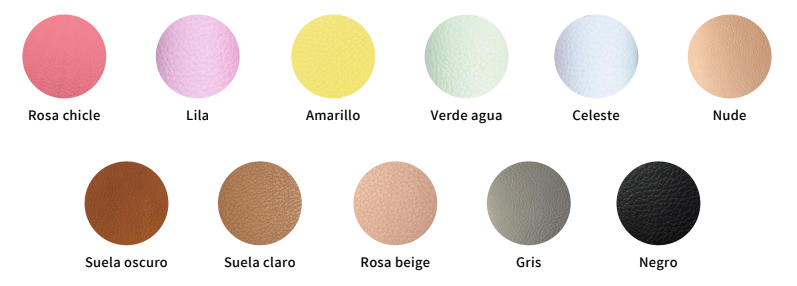 Rosa chicle
Lila
Amarillo
Verde agua
Celeste
Nude
Suela oscuro
Suela claro
Rosa beige
Gris
Negro